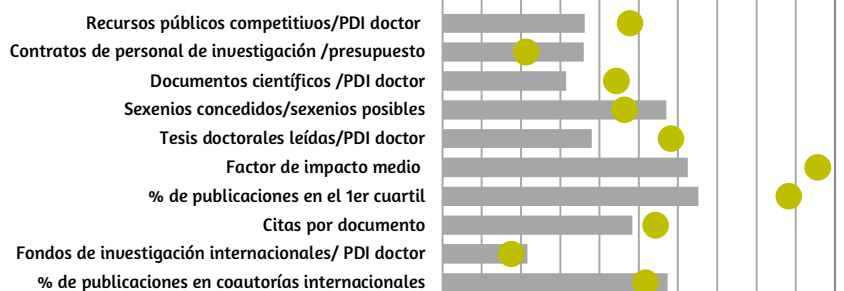 Recursos públicos competitivos/PDI doctor
Contratos de personal de investigación /presupuesto
Documentos científicos /PDI doctor
Sexenios concedidos/sexenios posibles
Tesis doctorales leídas/PDI doctor
Factor de impacto medio
% de publicaciones en el 1er cuartil
Citas por documento
Fondos de investigación internacionales/ PDI doctor
% de publicaciones en coautorías internacionales